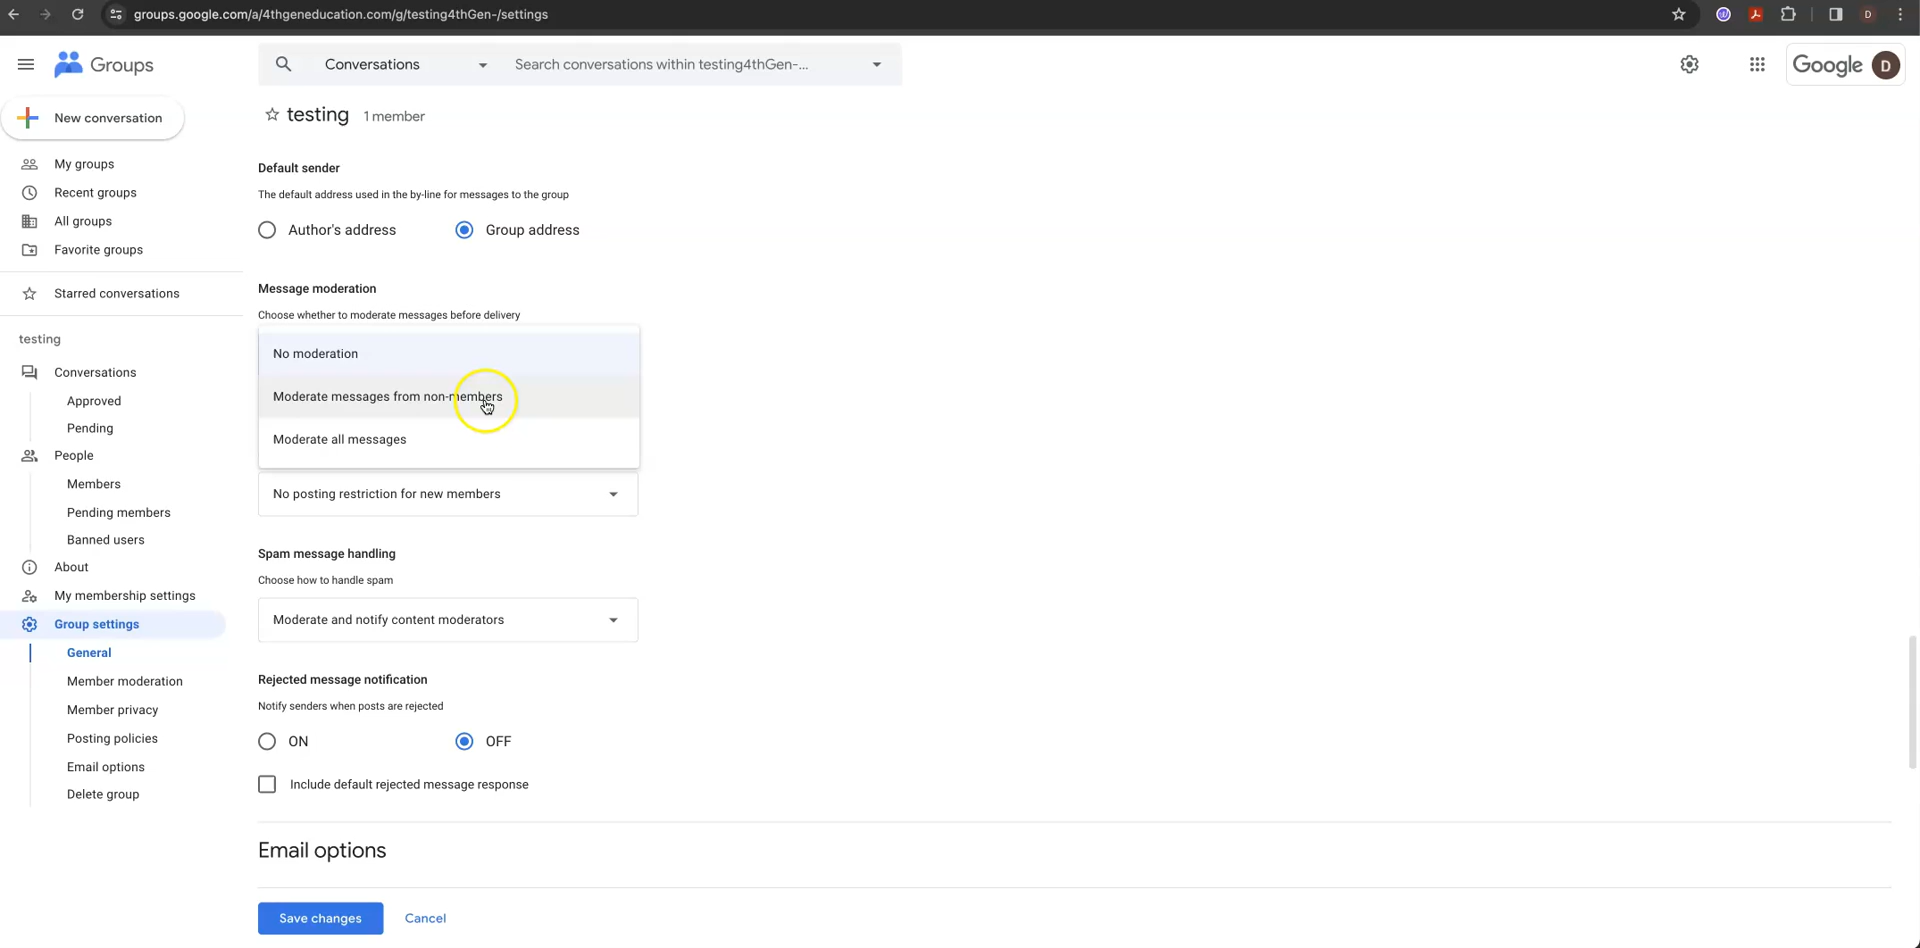 groups.google.com/a/4thgeneducation.com/g/testing4thGen-/settings
D
Groups
Conversations
Search conversations within testing4thGen-...
Google
D
New conversation
My groups
Recent groups
All groups
Favorite groups
Starred conversations
testing
Conversations
Approved
Pending
People
Members
Pending members
Banned users
About
My membership settings
Group settings
General
Member moderation
Member privacy
Posting policies
Email options
Delete group
testing 1 member
Default sender
The default address used in the by-line for messages to the group
Author's address Group address
Message moderation
Choose whether to moderate messages before delivery
No moderation
Moderate messages from non-members
Moderate all messages
No posting restriction for new members
Spam message handling
Choose how to handle spam
Moderate and notify content moderators
Rejected message notification
Notify senders when posts are rejected
ON OFF
Include default rejected message response
Email options
Save changes Cancel